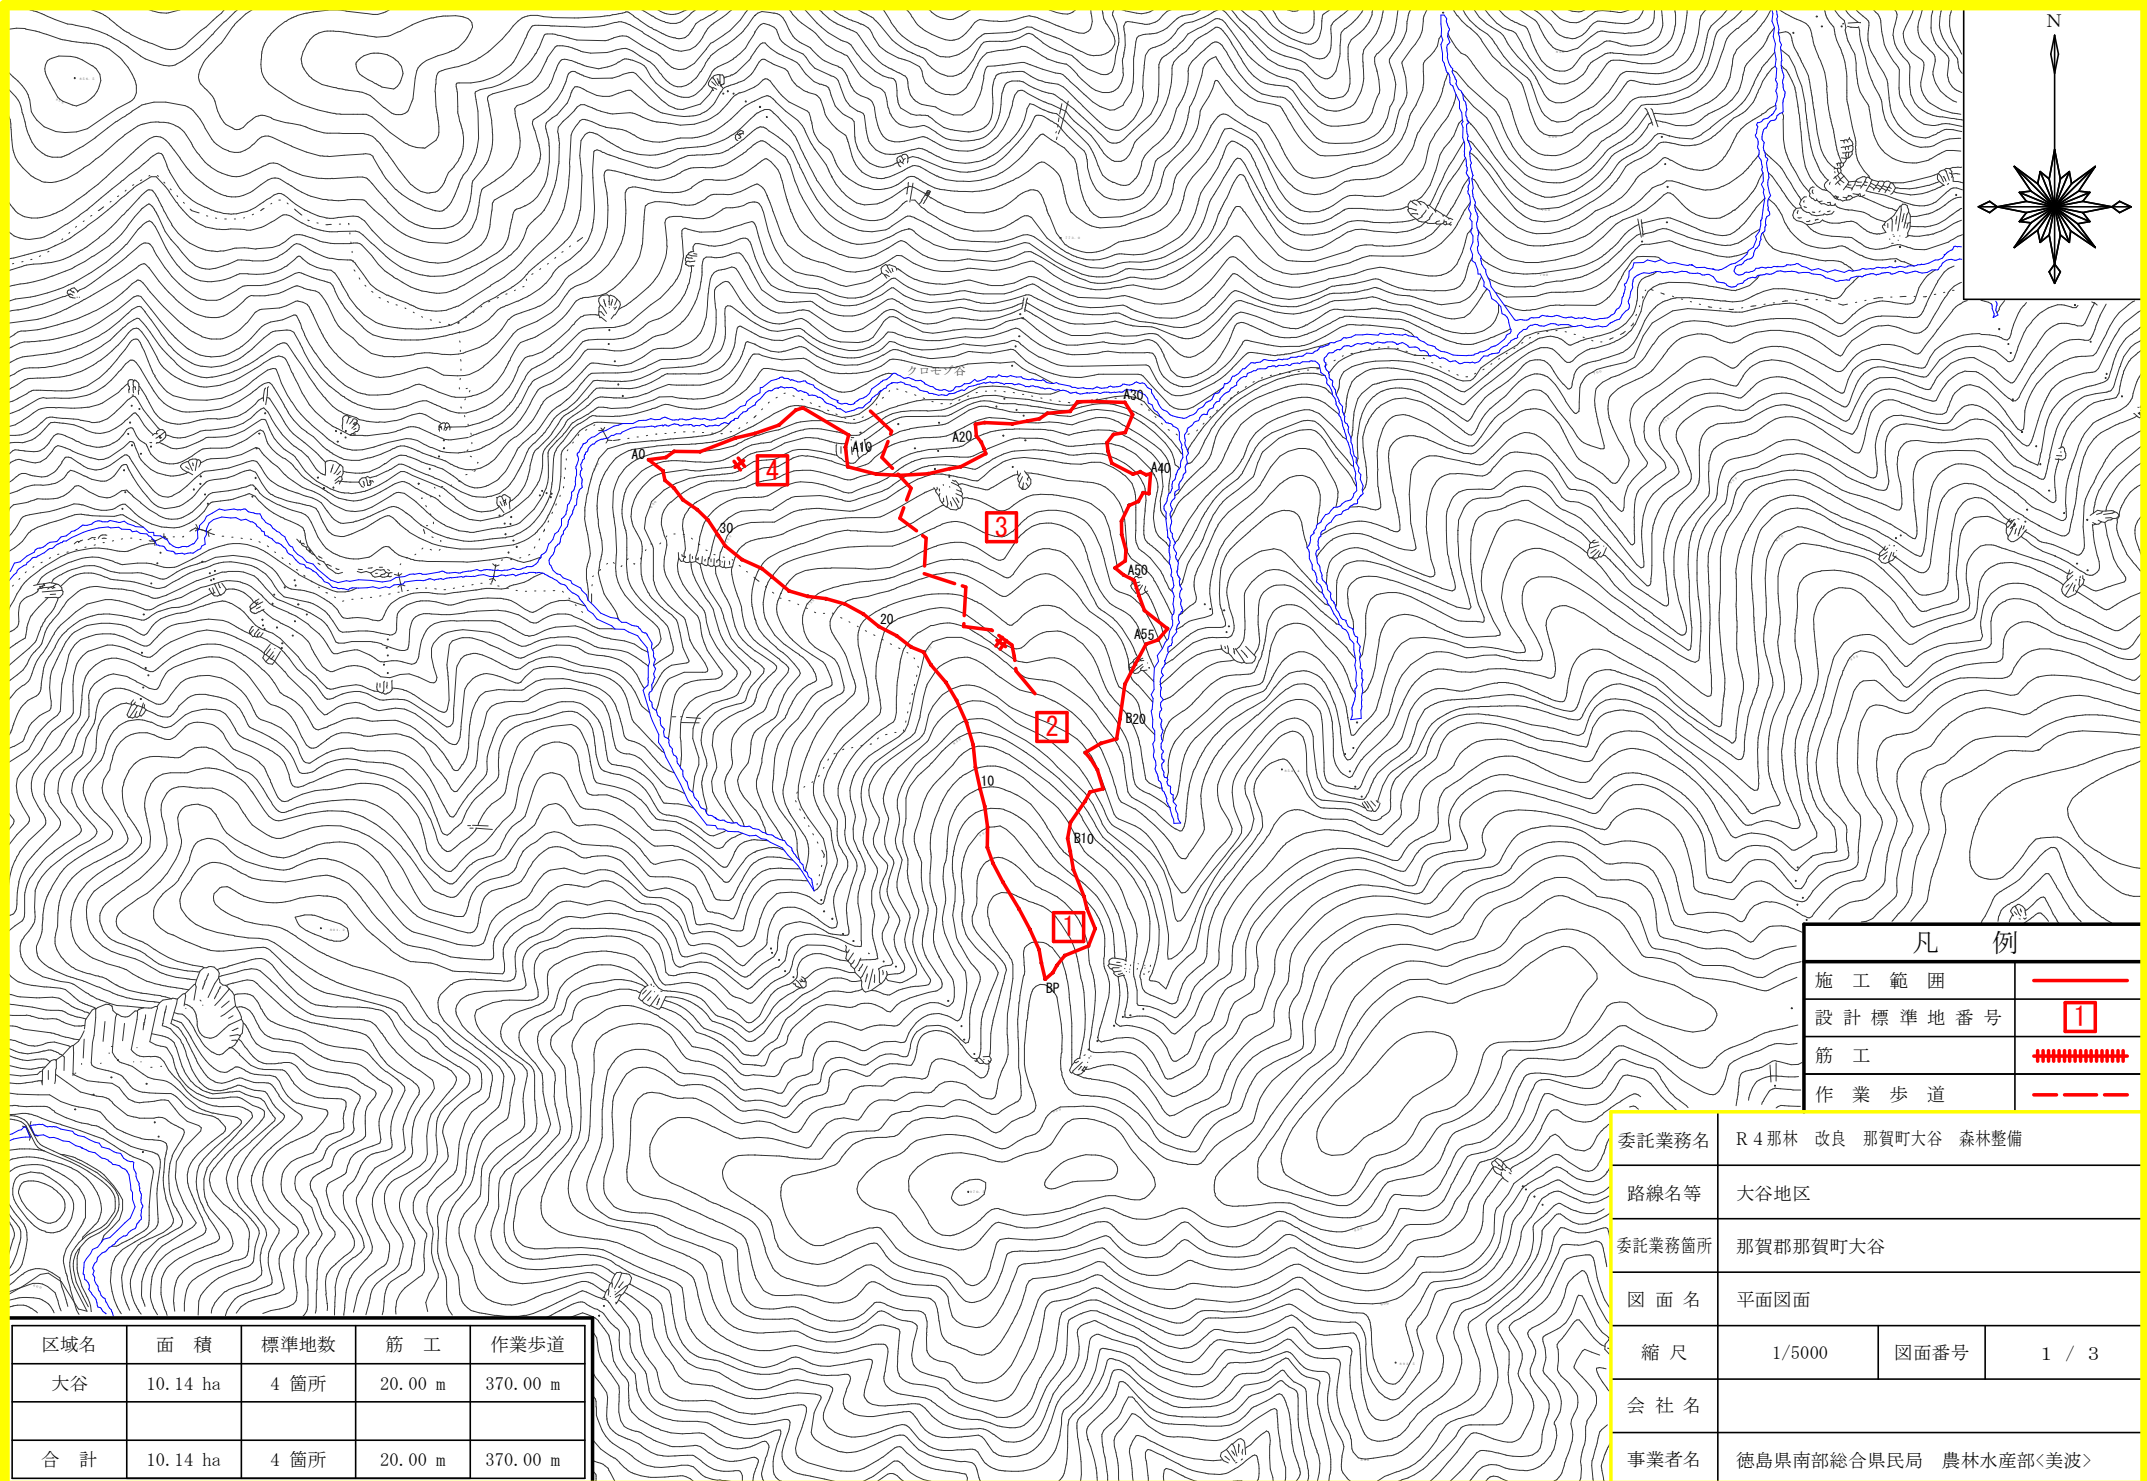 N
クロモソ谷
A0
A10
A20
A30
A40
A50
A55
4
3
30
20
2
B20
10
B10
1
BP
凡 例
施 工 範 囲
設 計 標 準 地 番 号 1
筋 工
作 業 歩 道
委託業務名 R4那林 改良 那賀町大谷 森林整備
路線名等 大谷地区
委託業務箇所 那賀郡那賀町大谷
図 面 名 平面図面
縮 尺 1/5000 図面番号 1 / 3
会 社 名
事業者名 徳島県南部総合県民局 農林水産部<美波>
区域名 面 積 標準地数 筋 工 作業歩道
大谷 10.14 ha 4 箇所 20.00 m 370.00 m
合 計 10.14 ha 4 箇所 20.00 m 370.00 m